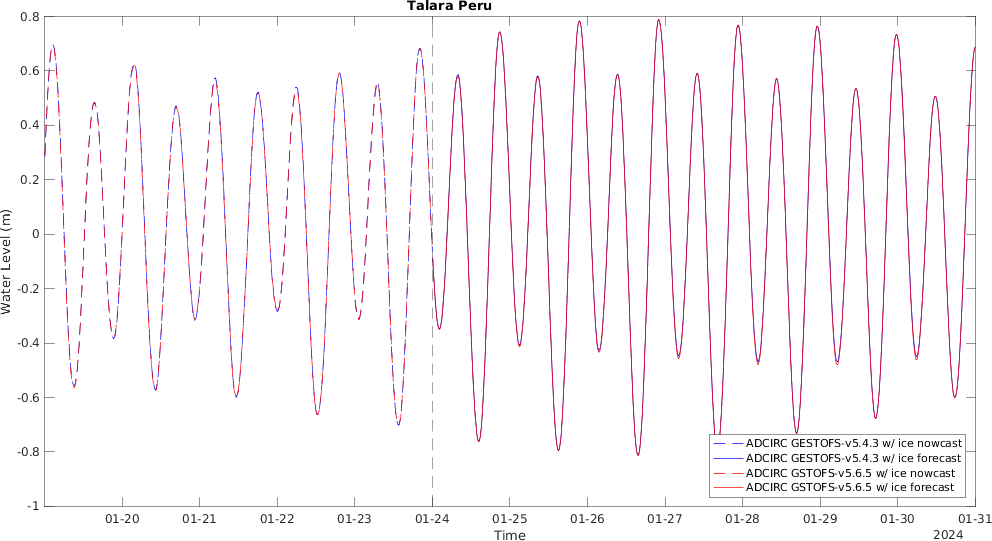 Talara Peru
0.8
0.6
0.4
0.2
0
-0.2
-0.4
-0.6
-0.8
-1
Water Level (m)
ADCIRC GESTOFS-v5.4.3 w/ ice nowcast
ADCIRC GESTOFS-v5.4.3 w/ ice forecast
ADCIRC GSTOFS-v5.6.5 w/ ice nowcast
ADCIRC GSTOFS-v5.6.5 w/ ice forecast
01-20 01-21 01-22 01-23 01-24 01-25 01-26 01-27 01-28 01-29 01-30 01-31
Time
2024